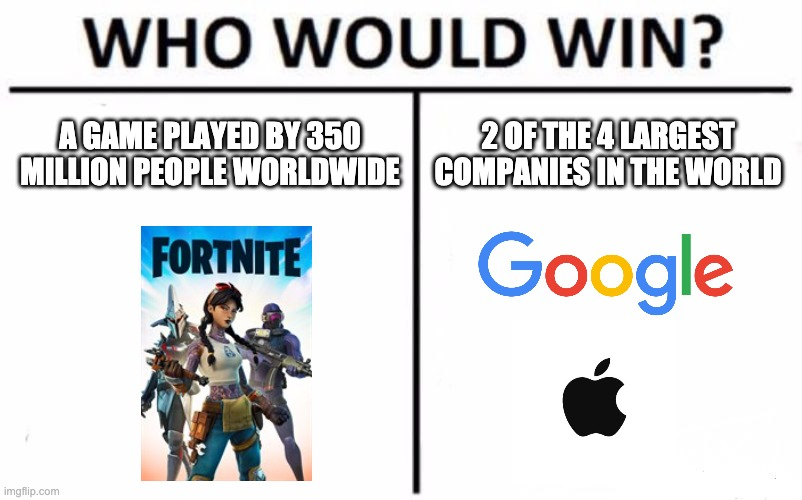 WHO WOULD WIN?
A GAME PLAYED BY 350
MILLION PEOPLE WORLDWIDE
2 OF THE 4 LARGEST
COMPANIES IN THE WORLD
FORTNITE
Google
imgflip.com